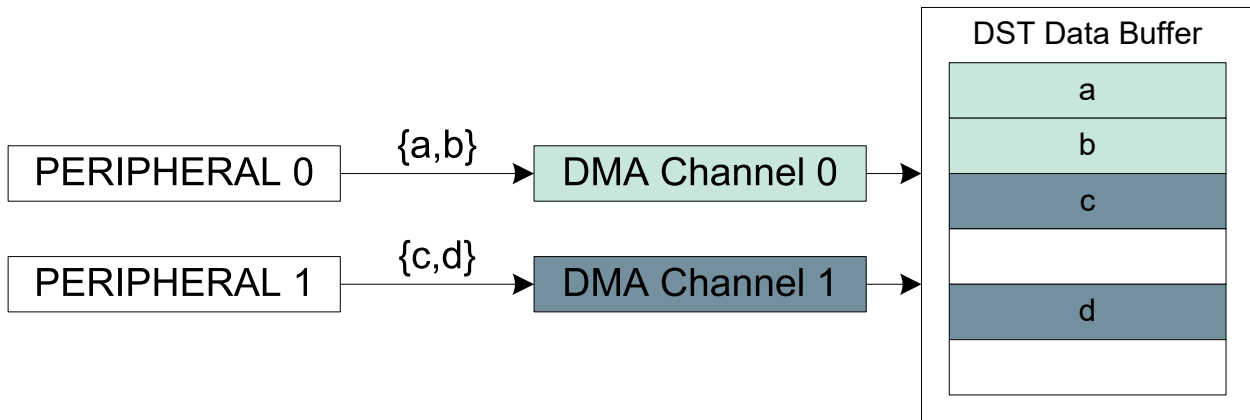 DST Data Buffer
a
b
c
d
PERIPHERAL 0
{a,b}
DMA Channel 0
PERIPHERAL 1
{c,d}
DMA Channel 1